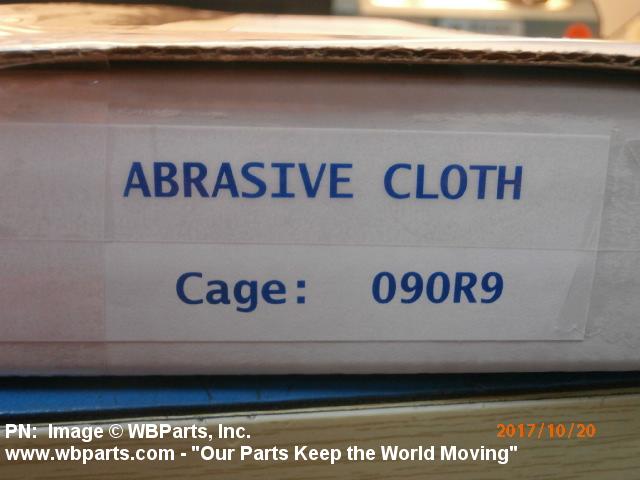 ABRASIVE CLOTH
Cage: 090R9
PN: Image © WBParts, Inc.
2017/10/20
www.wbparts.com - "Our Parts Keep the World Moving"